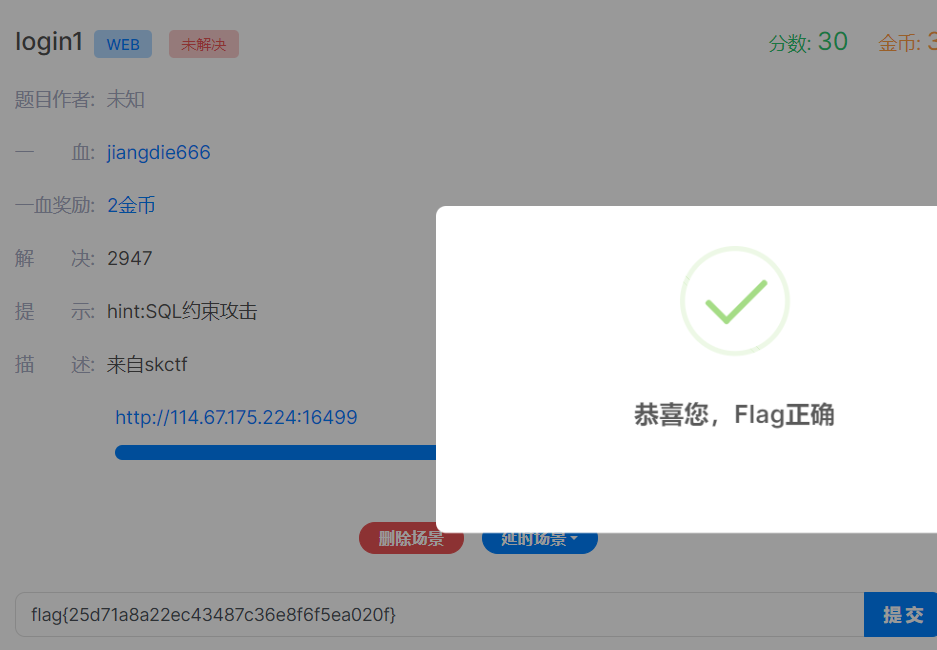 login1 WEB 未解决 分数: 30 金币: 3
题目作者: 未知
一 血: jiangdie666
一血奖励: 2金币
解 决: 2947
提 示: hint:SQL约束攻击
描 述: 来自skctf
http://114.67.175.224:16499
恭喜您，Flag正确
删除场景 延时场景
flag{25d71a8a22ec43487c36e8f6f5ea020f} 提 交